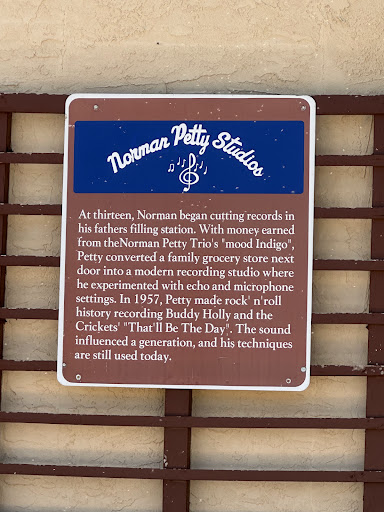 Norman Petty Studios
At thirteen, Norman began cutting records in
his fathers filling station. With money earned
from theNorman Petty Trio's "mood Indigo",
Petty converted a family grocery store next
door into a modern recording studio where
he experimented with echo and microphone
settings. In 1957, Petty made rock' n'roll
history recording Buddy Holly and the
Crickets' "That'll Be The Day". The sound
influenced a generation, and his techniques
are still used today.